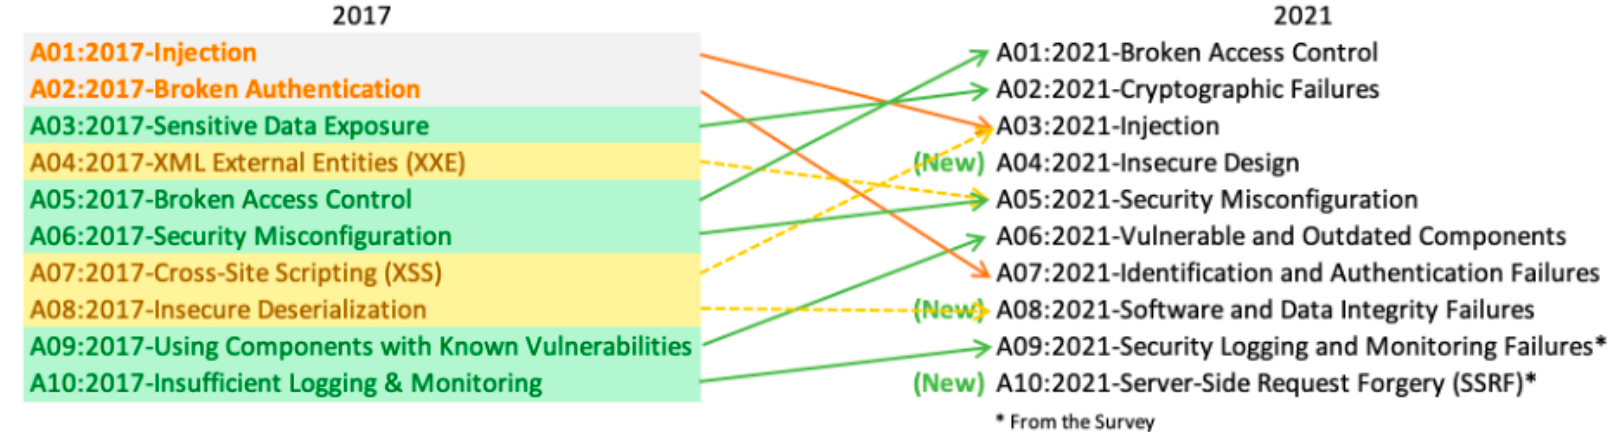 2017
2021
A01:2017-Injection
A02:2017-Broken Authentication
A03:2017-Sensitive Data Exposure
A04:2017-XML External Entities (XXE)
A05:2017-Broken Access Control
A06:2017-Security Misconfiguration
A07:2017-Cross-Site Scripting (XSS)
A08:2017-Insecure Deserialization
A09:2017-Using Components with Known Vulnerabilities
A10:2017-Insufficient Logging & Monitoring
A01:2021-Broken Access Control
A02:2021-Cryptographic Failures
A03:2021-Injection
(New) A04:2021-Insecure Design
A05:2021-Security Misconfiguration
A06:2021-Vulnerable and Outdated Components
A07:2021-Identification and Authentication Failures
(New) A08:2021-Software and Data Integrity Failures
A09:2021-Security Logging and Monitoring Failures*
(New) A10:2021-Server-Side Request Forgery (SSRF)*
* From the Survey